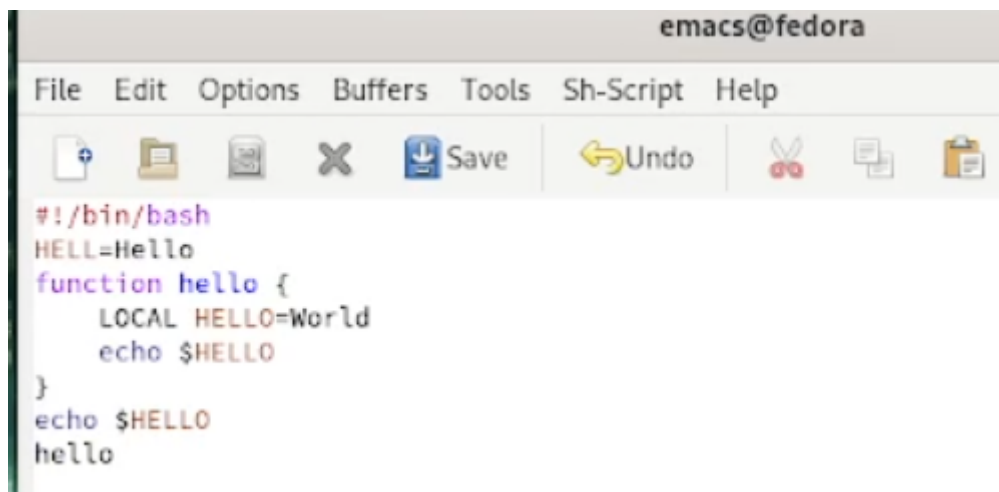 emacs@fedora
File Edit Options Buffers Tools Sh-Script Help
Save Undo
#!/bin/bash
HELL=Hello
function hello {
    LOCAL HELLO=World
    echo $HELLO
}
echo $HELLO
hello